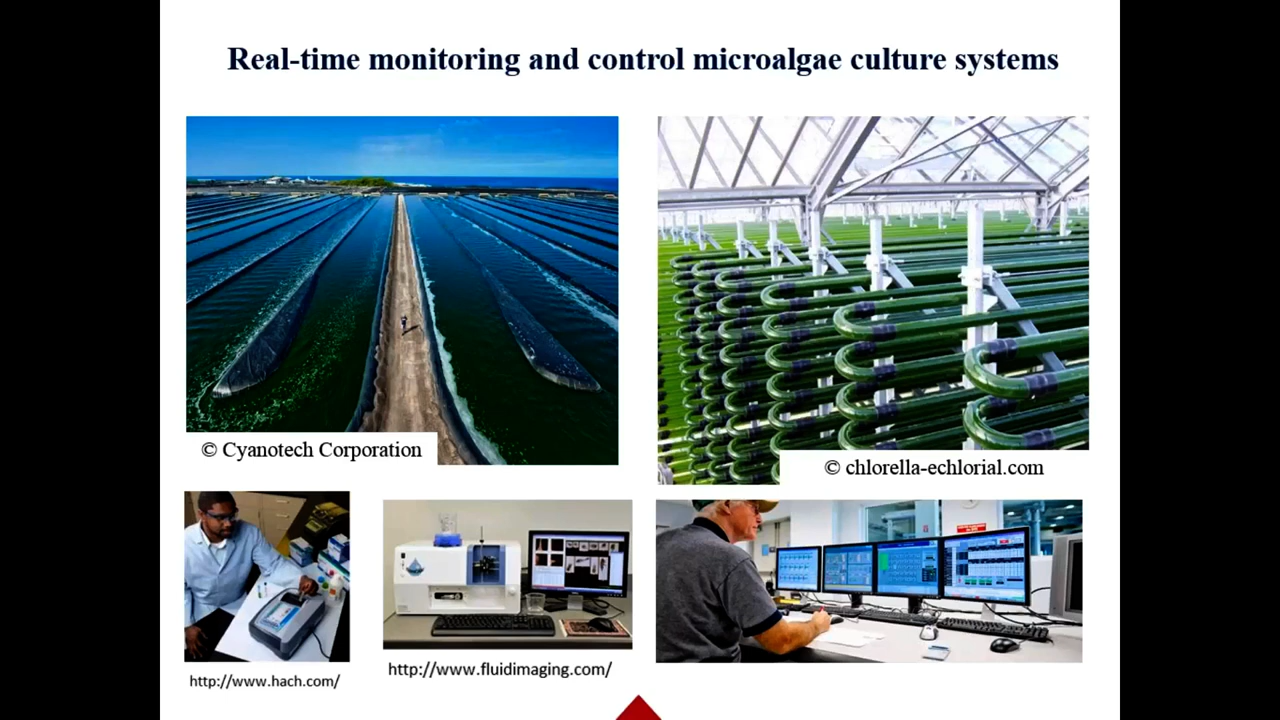 Real-time monitoring and control microalgae culture systems
© Cyanotech Corporation
© chlorella-echlorial.com
http://www.hach.com/
http://www.fluidimaging.com/